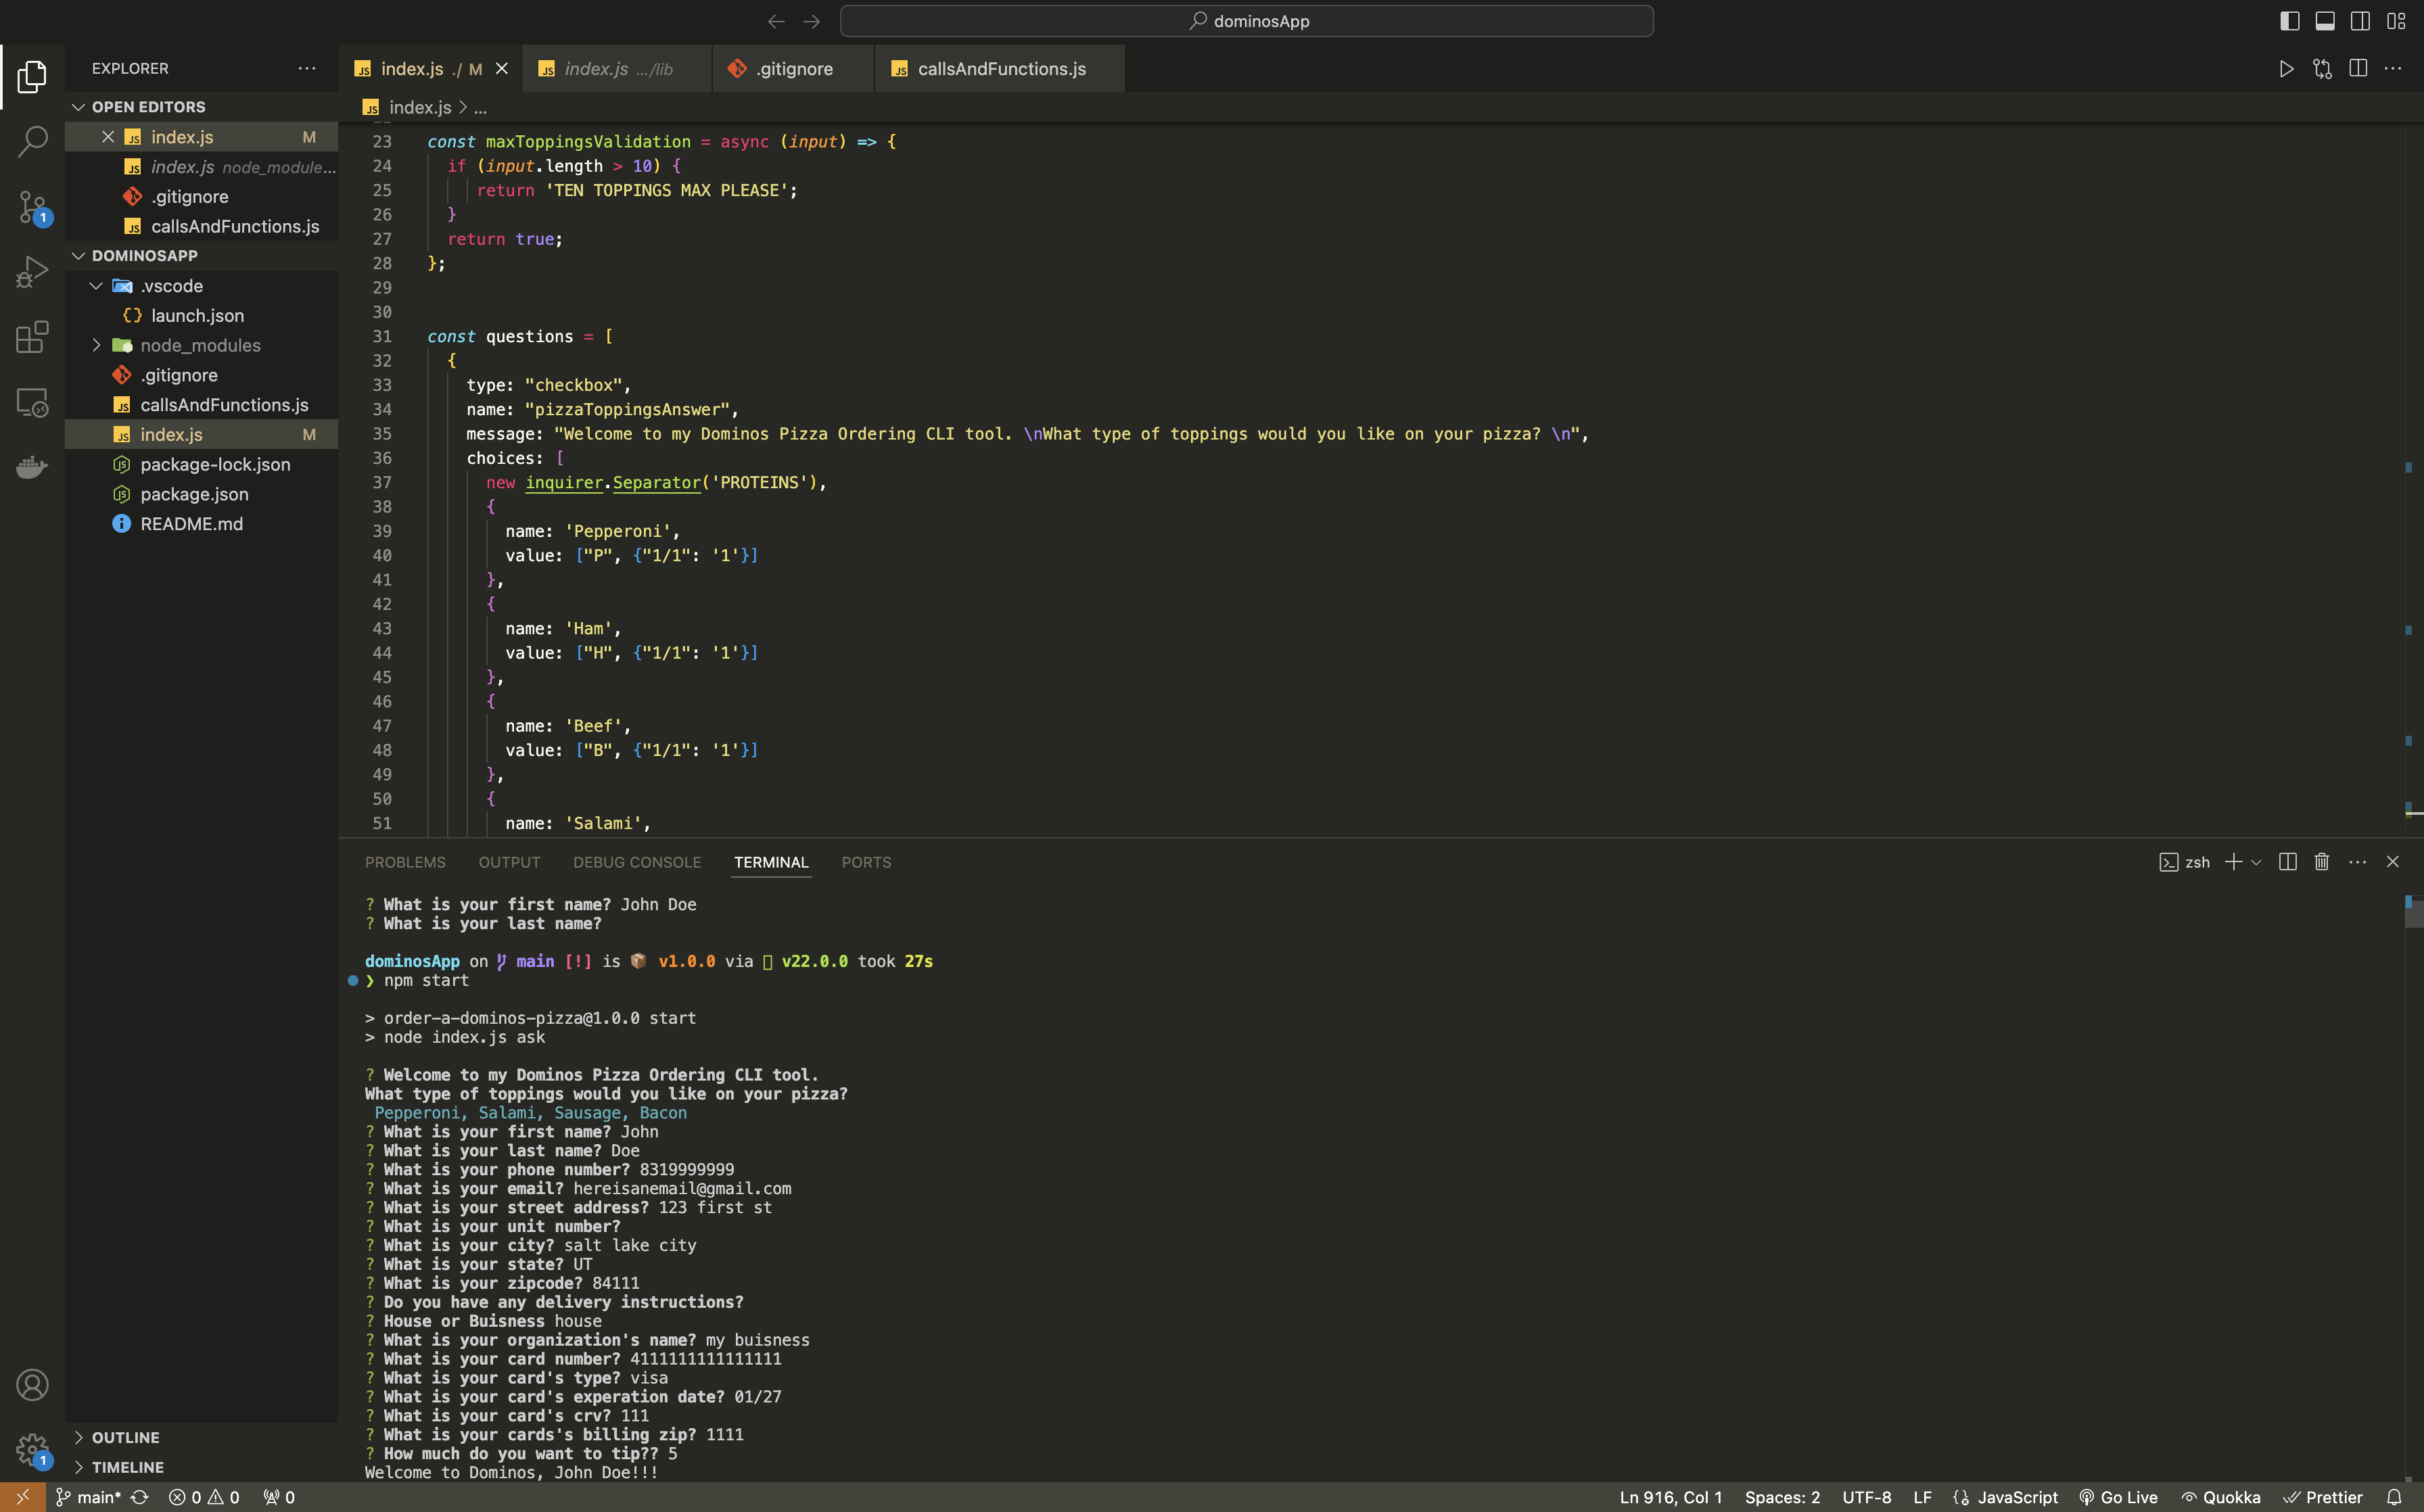 dominosApp
EXPLORER
OPEN EDITORS
index.js M
index.js node_module...
.gitignore
callsAndFunctions.js
DOMINOSAPP
.vscode
launch.json
node_modules
.gitignore
callsAndFunctions.js
index.js M
package-lock.json
package.json
README.md
OUTLINE
TIMELINE
index.js ./ M
index.js .../lib
.gitignore
callsAndFunctions.js
index.js > ...
23 const maxToppingsValidation = async (input) => {
24 if (input.length > 10) {
25 return 'TEN TOPPINGS MAX PLEASE';
26 }
27 return true;
28 };
29
30
31 const questions = [
32 {
33 type: "checkbox",
34 name: "pizzaToppingsAnswer",
35 message: "Welcome to my Dominos Pizza Ordering CLI tool. \nWhat type of toppings would you like on your pizza? \n",
36 choices: [
37 new inquirer.Separator('PROTEINS'),
38 {
39 name: 'Pepperoni',
40 value: ["P", {"1/1": '1'}]
41 },
42 {
43 name: 'Ham',
44 value: ["H", {"1/1": '1'}]
45 },
46 {
47 name: 'Beef',
48 value: ["B", {"1/1": '1'}]
49 },
50 {
51 name: 'Salami',
PROBLEMS OUTPUT DEBUG CONSOLE TERMINAL PORTS
zsh
? What is your first name? John Doe
? What is your last name?
dominosApp on main [!] is 📦 v1.0.0 via v22.0.0 took 27s
❯ npm start
> order-a-dominos-pizza@1.0.0 start
> node index.js ask
? Welcome to my Dominos Pizza Ordering CLI tool.
What type of toppings would you like on your pizza?
Pepperoni, Salami, Sausage, Bacon
? What is your first name? John
? What is your last name? Doe
? What is your phone number? 8319999999
? What is your email? hereisanemail@gmail.com
? What is your street address? 123 first st
? What is your unit number?
? What is your city? salt lake city
? What is your state? UT
? What is your zipcode? 84111
? Do you have any delivery instructions?
? House or Buisness house
? What is your organization's name? my buisness
? What is your card number? 4111111111111111
? What is your card's type? visa
? What is your card's experation date? 01/27
? What is your card's crv? 111
? What is your cards's billing zip? 1111
? How much do you want to tip?? 5
Welcome to Dominos, John Doe!!!
main* 0 0 0
Ln 916, Col 1 Spaces: 2 UTF-8 LF JavaScript Go Live Quokka Prettier